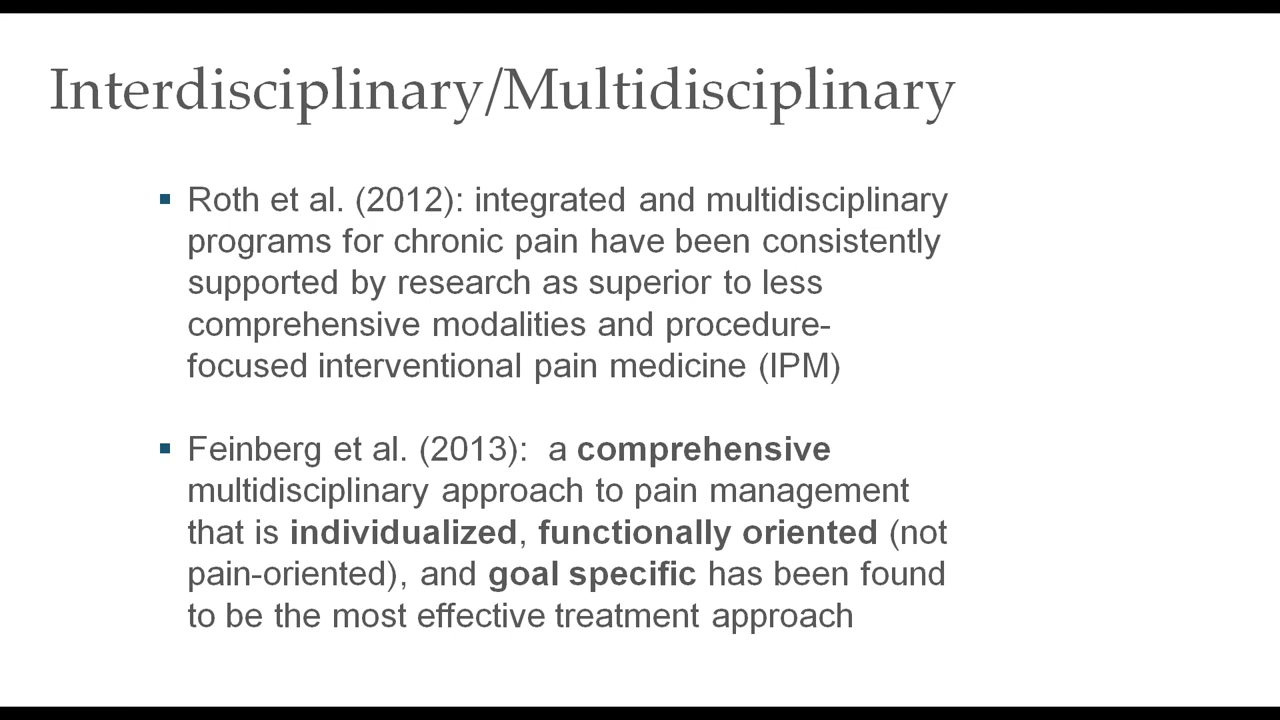 Interdisciplinary/Multidisciplinary
▪ Roth et al. (2012): integrated and multidisciplinary
programs for chronic pain have been consistently
supported by research as superior to less
comprehensive modalities and procedure-
focused interventional pain medicine (IPM)
▪ Feinberg et al. (2013):  a comprehensive
multidisciplinary approach to pain management
that is individualized, functionally oriented (not
pain-oriented), and goal specific has been found
to be the most effective treatment approach